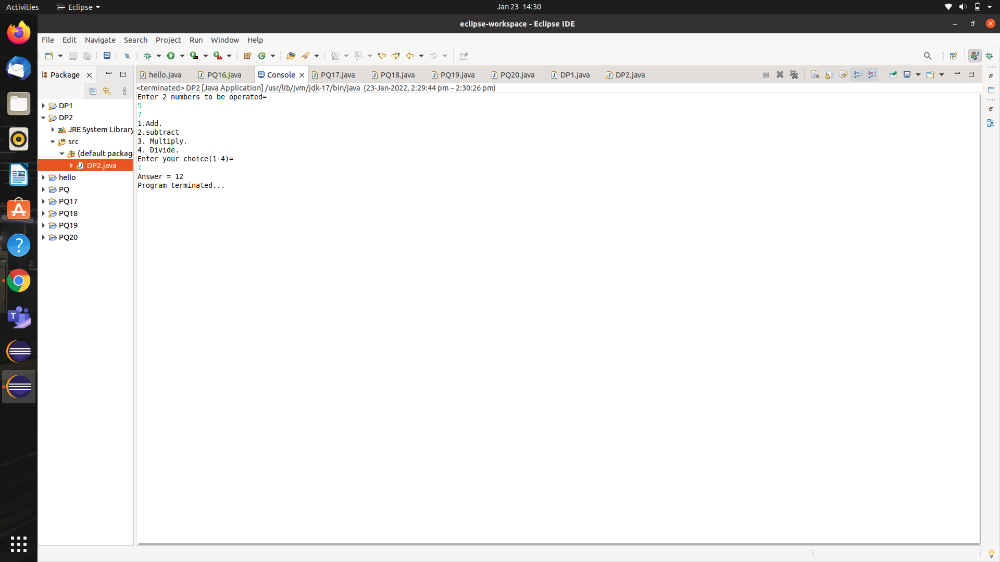 Activities
Eclipse
Jan 23 14:30
eclipse-workspace - Eclipse IDE
File Edit Navigate Search Project Run Window Help
Package
hello.java
PQ16.java
Console
PQ17.java
PQ18.java
PQ19.java
PQ20.java
DP1.java
DP2.java
<terminated> DP2 [Java Application] /usr/lib/jvm/jdk-17/bin/java (23-Jan-2022, 2:29:44 pm – 2:30:26 pm)
DP1
DP2
JRE System Library
src
(default packag
DP2.java
hello
PQ
PQ17
PQ18
PQ19
PQ20
Enter 2 numbers to be operated=
5
7
1.Add.
2.subtract
3. Multiply.
4. Divide.
Enter your choice(1-4)=
1
Answer = 12
Program terminated...